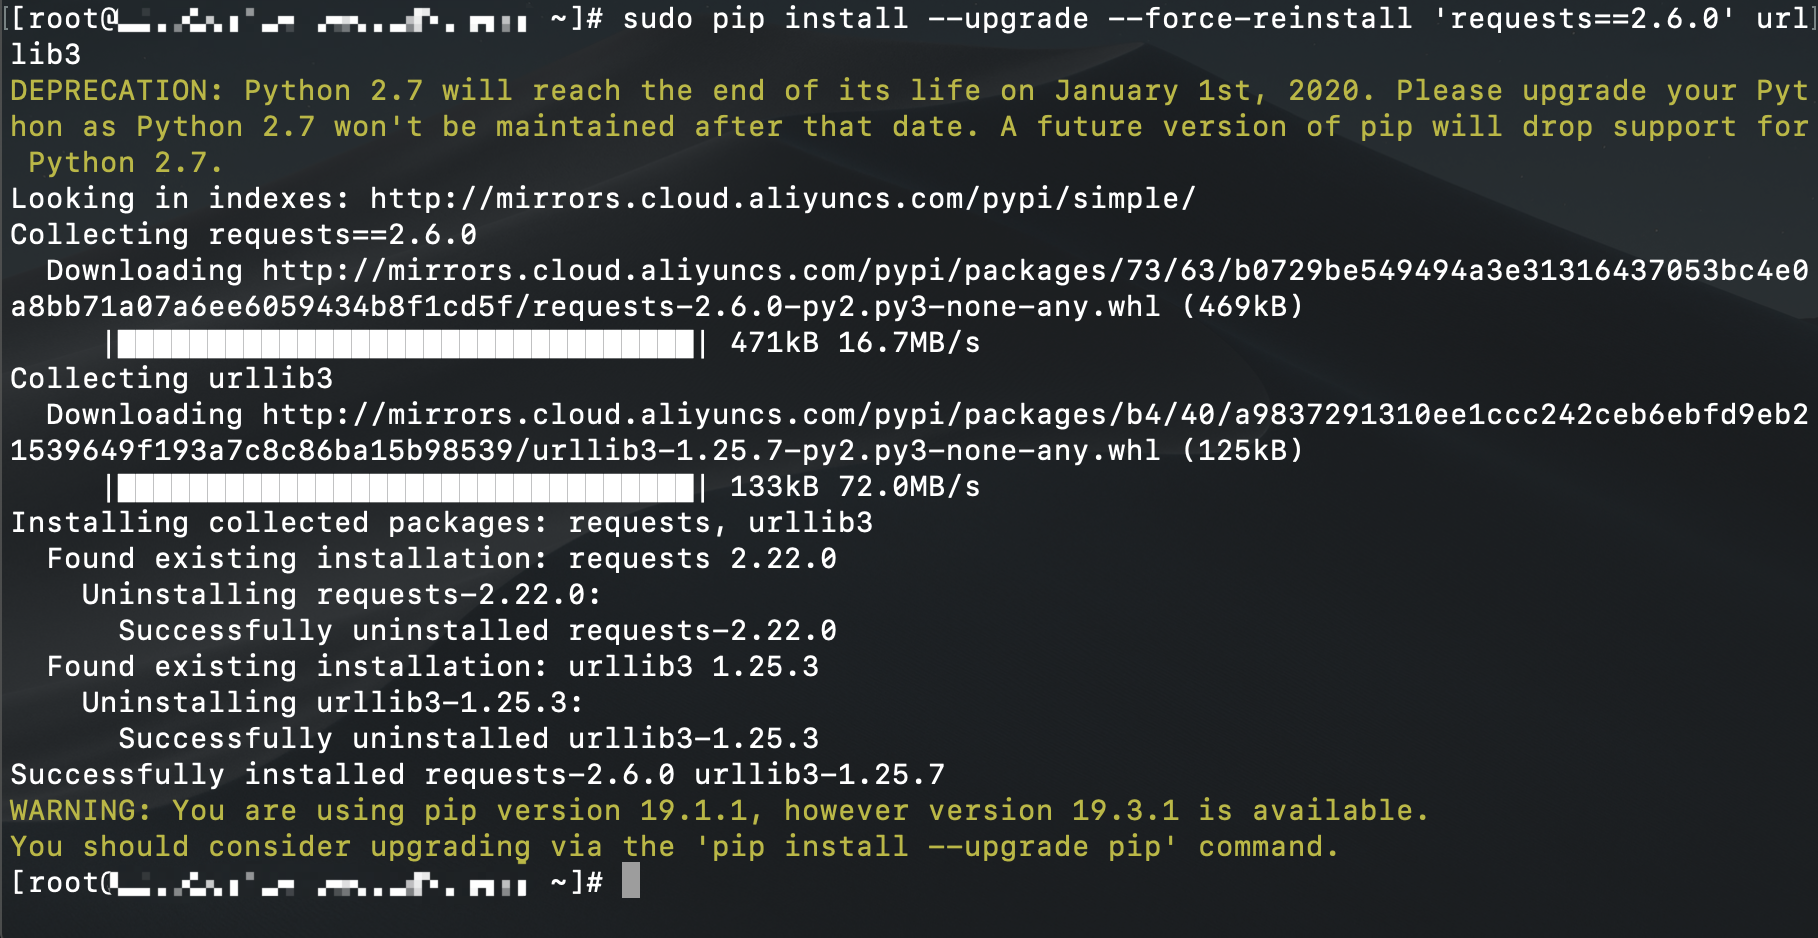 [root@ ~]# sudo pip install --upgrade --force-reinstall 'requests==2.6.0' url
lib3
DEPRECATION: Python 2.7 will reach the end of its life on January 1st, 2020. Please upgrade your Pyt
hon as Python 2.7 won't be maintained after that date. A future version of pip will drop support for
 Python 2.7.
Looking in indexes: http://mirrors.cloud.aliyuncs.com/pypi/simple/
Collecting requests==2.6.0
  Downloading http://mirrors.cloud.aliyuncs.com/pypi/packages/73/63/b0729be549494a3e31316437053bc4e0
a8bb71a07a6ee6059434b8f1cd5f/requests-2.6.0-py2.py3-none-any.whl (469kB)
     |████████████████████████████████| 471kB 16.7MB/s
Collecting urllib3
  Downloading http://mirrors.cloud.aliyuncs.com/pypi/packages/b4/40/a9837291310ee1ccc242ceb6ebfd9eb2
1539649f193a7c8c86ba15b98539/urllib3-1.25.7-py2.py3-none-any.whl (125kB)
     |████████████████████████████████| 133kB 72.0MB/s
Installing collected packages: requests, urllib3
  Found existing installation: requests 2.22.0
    Uninstalling requests-2.22.0:
      Successfully uninstalled requests-2.22.0
  Found existing installation: urllib3 1.25.3
    Uninstalling urllib3-1.25.3:
      Successfully uninstalled urllib3-1.25.3
Successfully installed requests-2.6.0 urllib3-1.25.7
WARNING: You are using pip version 19.1.1, however version 19.3.1 is available.
You should consider upgrading via the 'pip install --upgrade pip' command.
[root@ ~]#